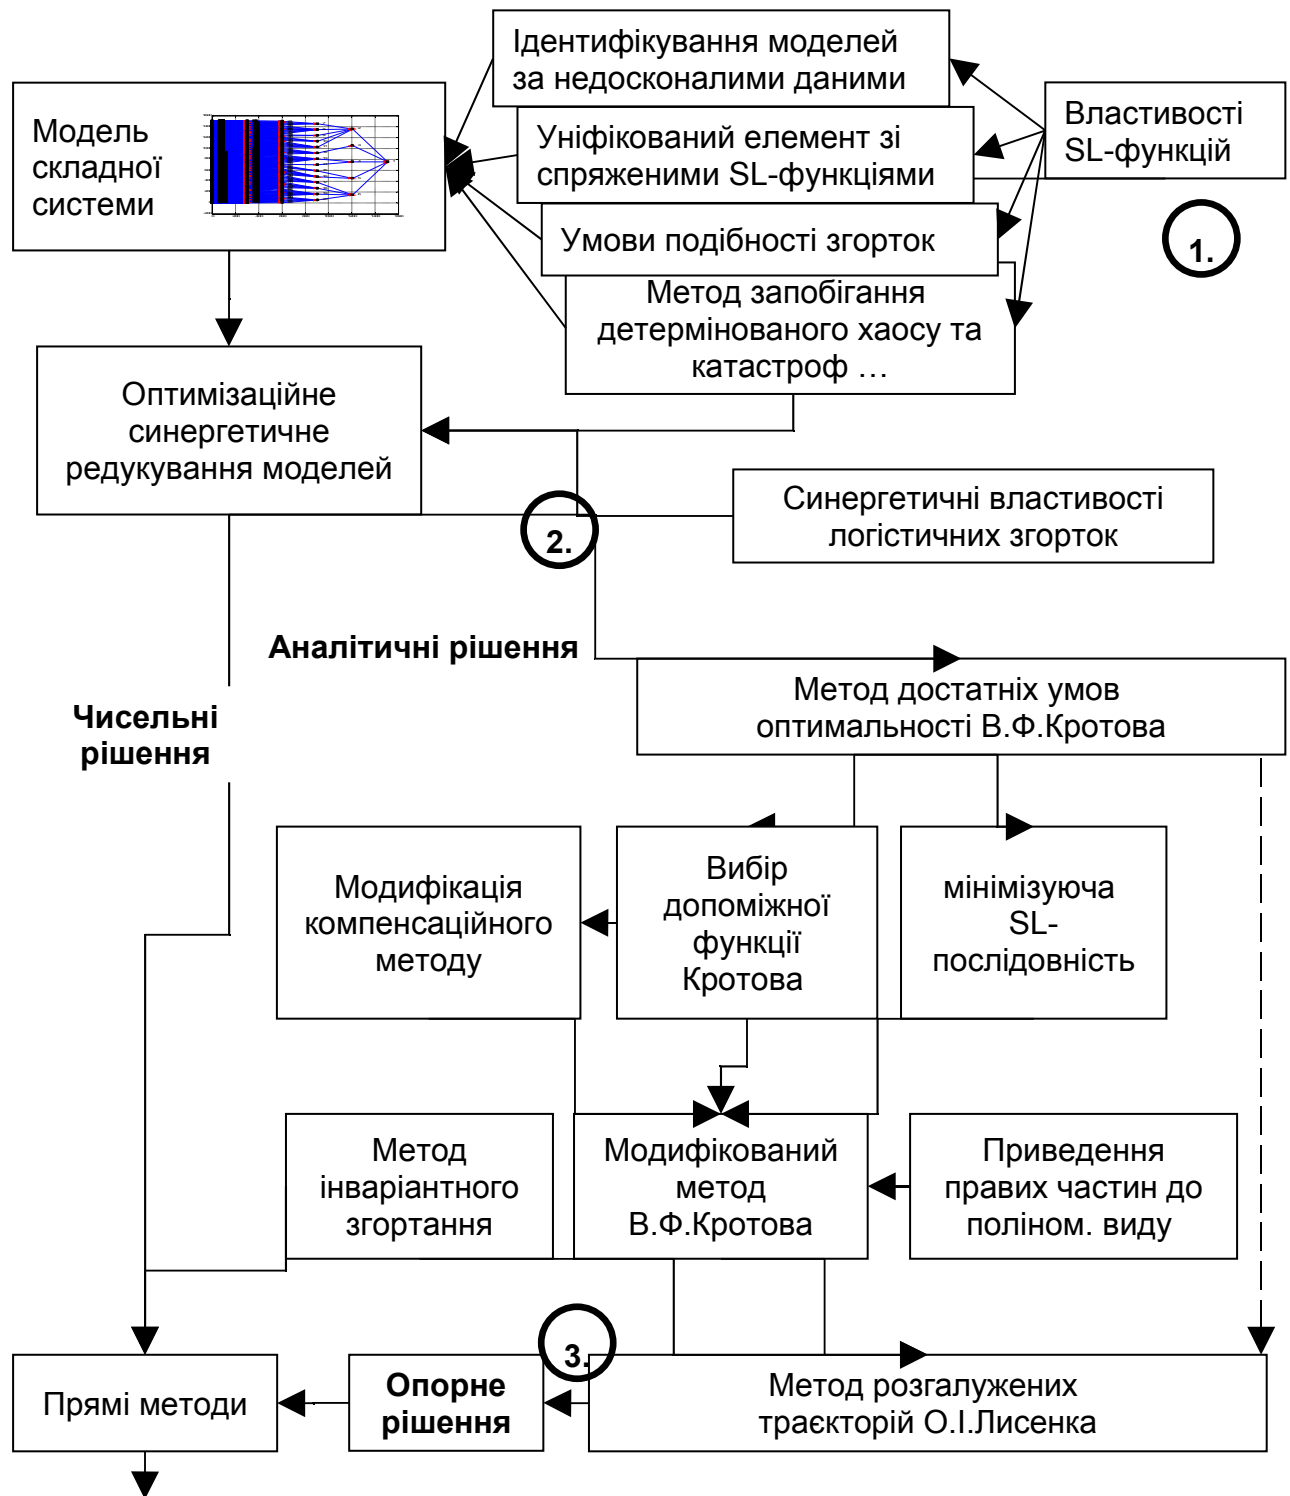 Ідентифікування моделей
за недосконалими даними
Модель
складної
системи
Уніфікований елемент зі
спряженими SL-функціями
Властивості
SL-функцій
Умови подібності згорток
1.
Метод запобігання
детермінованого хаосу та
катастроф …
Оптимізаційне
синергетичне
редукування моделей
Синергетичні властивості
логістичних згорток
2.
Аналітичні рішення
Чисельні
рішення
Метод достатніх умов
оптимальності В.Ф.Кротова
Модифікація
компенсаційного
методу
Вибір
допоміжної
функції
Кротова
мінімізуюча
SL-
послідовність
Метод
інваріантного
згортання
Модифікований
метод
В.Ф.Кротова
Приведення
правих частин до
поліном. виду
3.
Прямі методи
Опорне
рішення
Метод розгалужених
траєкторій О.І.Лисенка